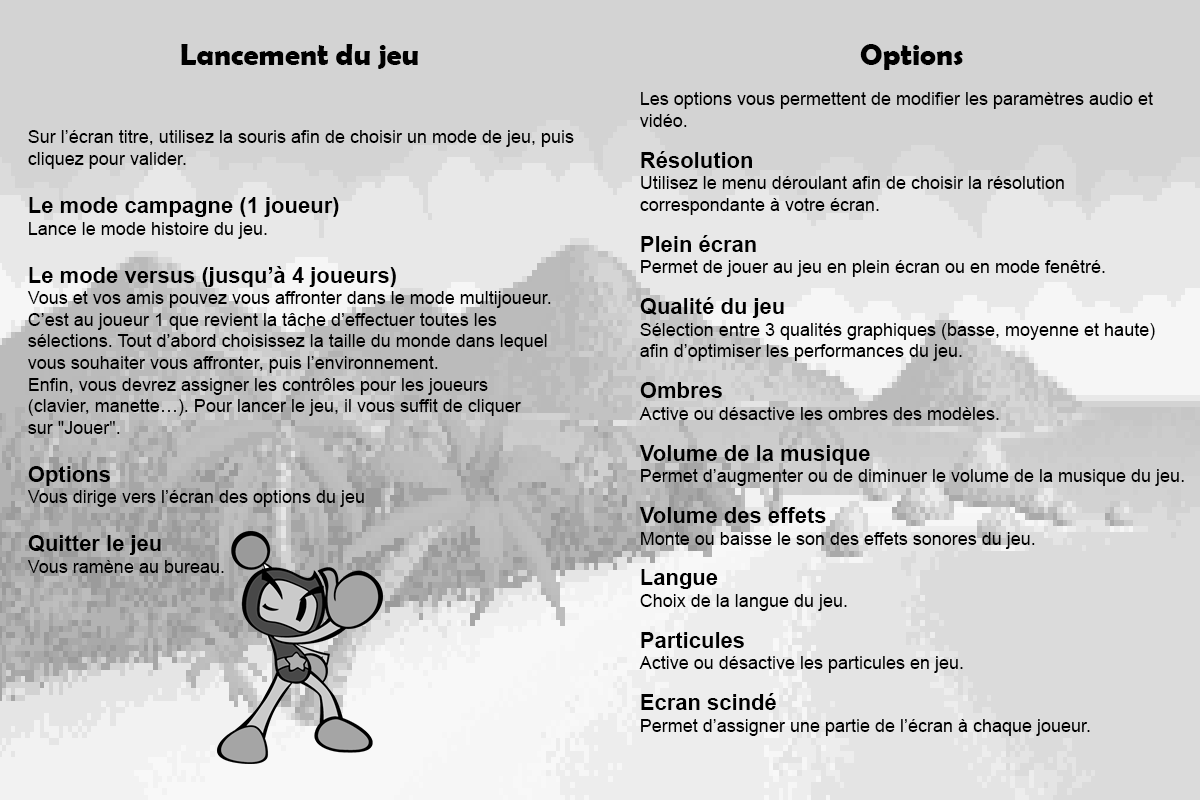 Lancement du jeu
Sur l’écran titre, utilisez la souris afin de choisir un mode de jeu, puis
cliquez pour valider.
Le mode campagne (1 joueur)
Lance le mode histoire du jeu.
Le mode versus (jusqu’à 4 joueurs)
Vous et vos amis pouvez vous affronter dans le mode multijoueur.
C’est au joueur 1 que revient la tâche d’effectuer toutes les
sélections. Tout d’abord choisissez la taille du monde dans lequel
vous souhaiter vous affronter, puis l’environnement.
Enfin, vous devrez assigner les contrôles pour les joueurs
(clavier, manette…). Pour lancer le jeu, il vous suffit de cliquer
sur "Jouer".
Options
Vous dirige vers l’écran des options du jeu
Quitter le jeu
Vous ramène au bureau.
Options
Les options vous permettent de modifier les paramètres audio et
vidéo.
Résolution
Utilisez le menu déroulant afin de choisir la résolution
correspondante à votre écran.
Plein écran
Permet de jouer au jeu en plein écran ou en mode fenêtré.
Qualité du jeu
Sélection entre 3 qualités graphiques (basse, moyenne et haute)
afin d’optimiser les performances du jeu.
Ombres
Active ou désactive les ombres des modèles.
Volume de la musique
Permet d’augmenter ou de diminuer le volume de la musique du jeu.
Volume des effets
Monte ou baisse le son des effets sonores du jeu.
Langue
Choix de la langue du jeu.
Particules
Active ou désactive les particules en jeu.
Ecran scindé
Permet d’assigner une partie de l’écran à chaque joueur.